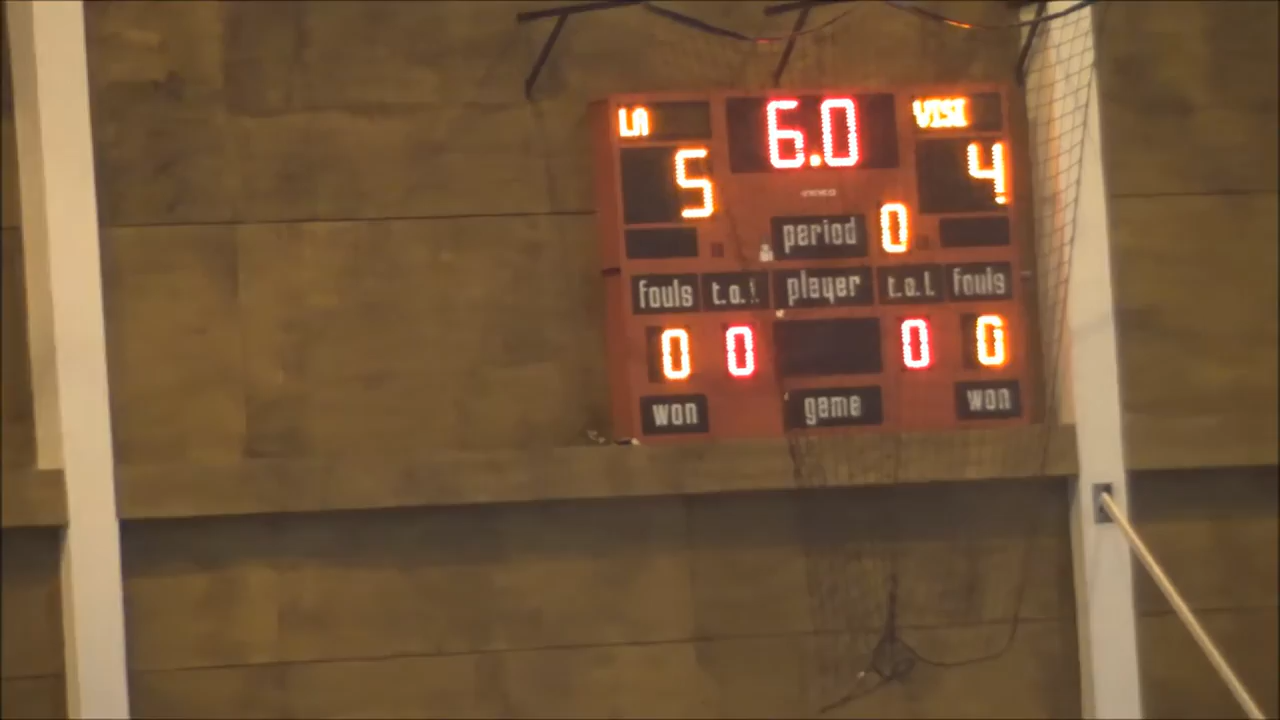 LA 6.0 VISI
5 4
period 0
fouls t.o.l. player t.o.l. fouls
0 0 0 0
won game won